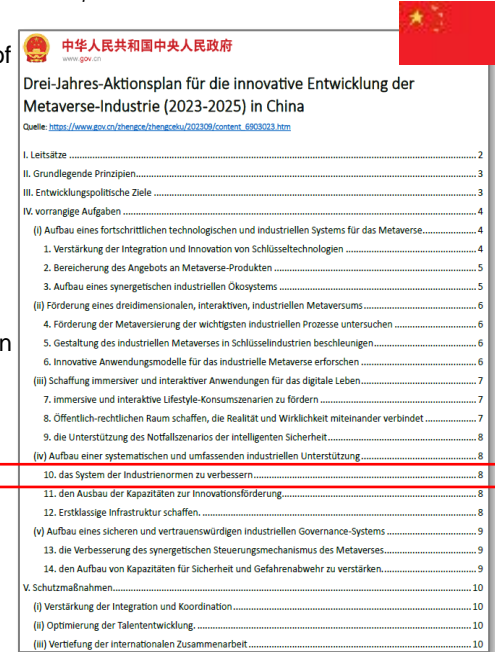 of
中华人民共和国中央人民政府
www.gov.cn
Drei-Jahres-Aktionsplan für die innovative Entwicklung der
Metaverse-Industrie (2023-2025) in China
Quelle: https://www.gov.cn/zhengce/zhengceku/202309/content_6903023.htm
I. Leitsätze 2
II. Grundlegende Prinzipien 3
III. Entwicklungspolitische Ziele 3
IV. vorrangige Aufgaben 4
(i) Aufbau eines fortschrittlichen technologischen und industriellen Systems für das Metaverse 4
1. Verstärkung der Integration und Innovation von Schlüsseltechnologien 4
2. Bereicherung des Angebots an Metaverse-Produkten 5
3. Aufbau eines synergetischen industriellen Ökosystems 5
(ii) Förderung eines dreidimensionalen, interaktiven, industriellen Metaversums 6
4. Förderung der Metaversierung der wichtigsten industriellen Prozesse untersuchen 6
n
5. Gestaltung des industriellen Metaverses in Schlüsselindustrien beschleunigen 6
6. Innovative Anwendungsmodelle für das industrielle Metaverse erforschen 7
(iii) Schaffung immersiver und interaktiver Anwendungen für das digitale Leben 7
7. immersive und interaktive Lifestyle-Konsumszenarien zu fördern 7
8. Öffentlich-rechtlichen Raum schaffen, die Realität und Wirklichkeit miteinander verbindet 7
9. die Unterstützung des Notfallszenarios der intelligenten Sicherheit 8
(iv) Aufbau einer systematischen und umfassenden industriellen Unterstützung 8
10. das System der Industrienormen zu verbessern 8
11. den Ausbau der Kapazitäten zur Innovationsförderung 8
12. Erstklassige Infrastruktur schaffen. 8
(v) Aufbau eines sicheren und vertrauenswürdigen industriellen Governance-Systems 9
13. die Verbesserung des synergetischen Steuerungsmechanismus des Metaverses 9
14. den Aufbau von Kapazitäten für Sicherheit und Gefahrenabwehr zu verstärken. 9
V. Schutzmaßnahmen 10
(i) Verstärkung der Integration und Koordination 10
(ii) Optimierung der Talententwicklung. 10
(iii) Vertiefung der internationalen Zusammenarbeit 10